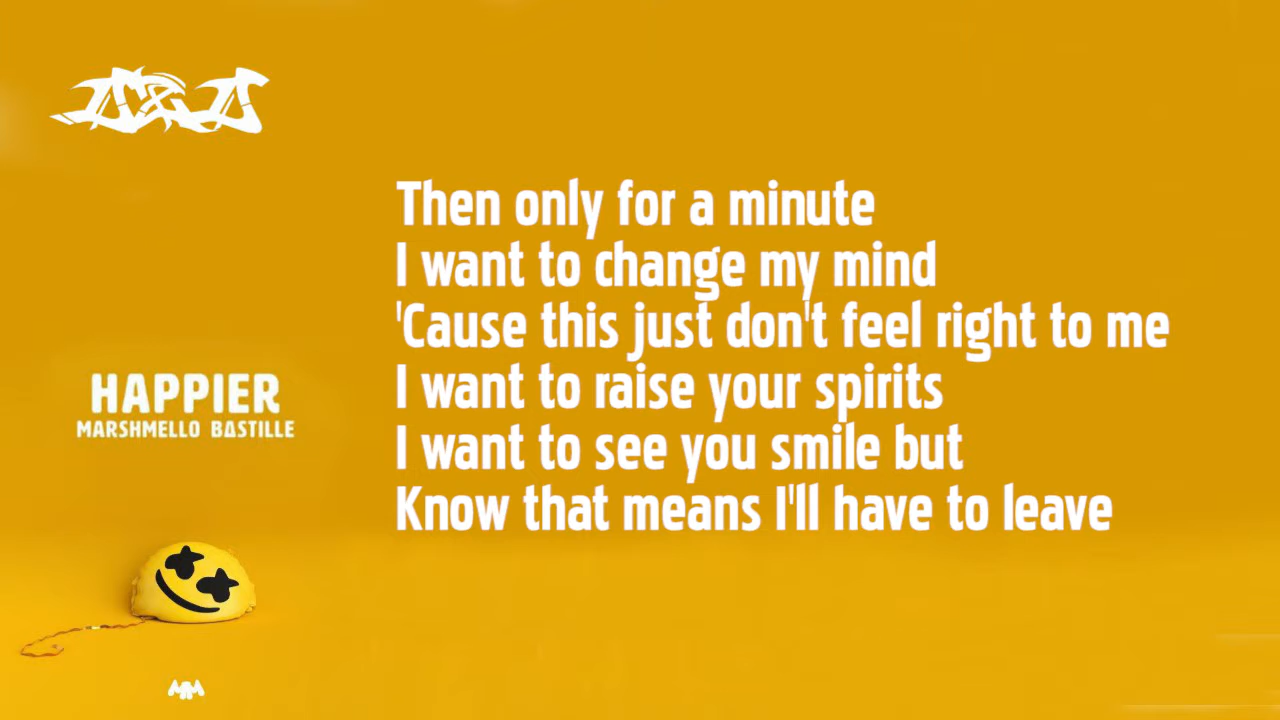 Then only for a minute
I want to change my mind
'Cause this just don't feel right to me
I want to raise your spirits
I want to see you smile but
Know that means I'll have to leave
HAPPIER
MARSHMELLO BASTILLE